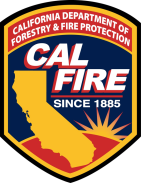 CALIFORNIA DEPARTMENT OF
FORESTRY & FIRE PROTECTION
CAL
FIRE
SINCE 1885